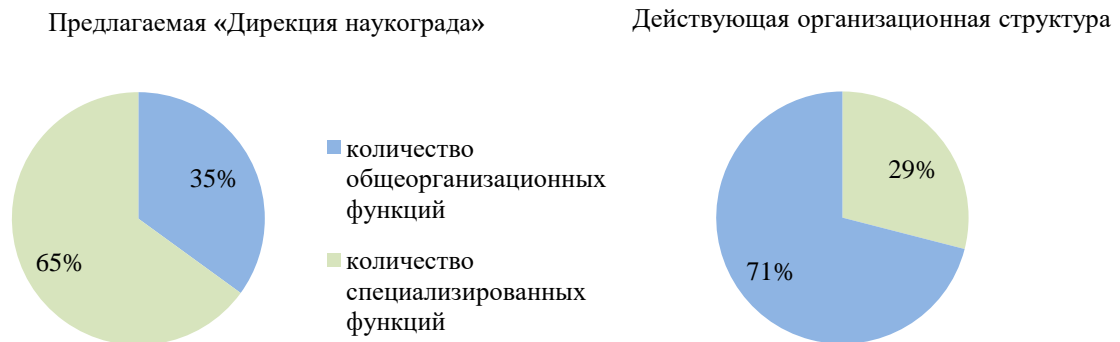 Предлагаемая «Дирекция наукограда»
Действующая организационная структура
35%
65%
количество
общеорганизационных
функций
количество
специализированных
функций
29%
71%